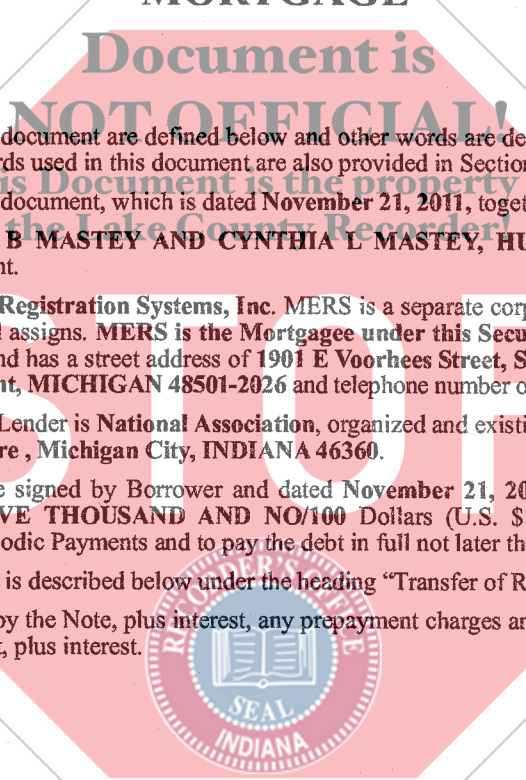 MORTGAGE
Document is
NOT OFFICIAL!
document are defined below and other words are de
rds used in this document are also provided in Section
is Document is the property
document, which is dated November 21, 2011, toget
the Lake County Recorder!
B MASTEY AND CYNTHIA L MASTEY, HU
nt.
Registration Systems, Inc. MERS is a separate corp
d assigns. MERS is the Mortgagee under this Secu
nd has a street address of 1901 E Voorhees Street, S
nt, MICHIGAN 48501-2026 and telephone number o
STOP
Lender is National Association, organized and existi
re , Michigan City, INDIANA 46360.
e signed by Borrower and dated November 21, 20
VE THOUSAND AND NO/100 Dollars (U.S. $1
odic Payments and to pay the debt in full not later th
is described below under the heading “Transfer of R
by the Note, plus interest, any prepayment charges an
t, plus interest.
RECORDER'S OFFICE
SEAL
INDIANA